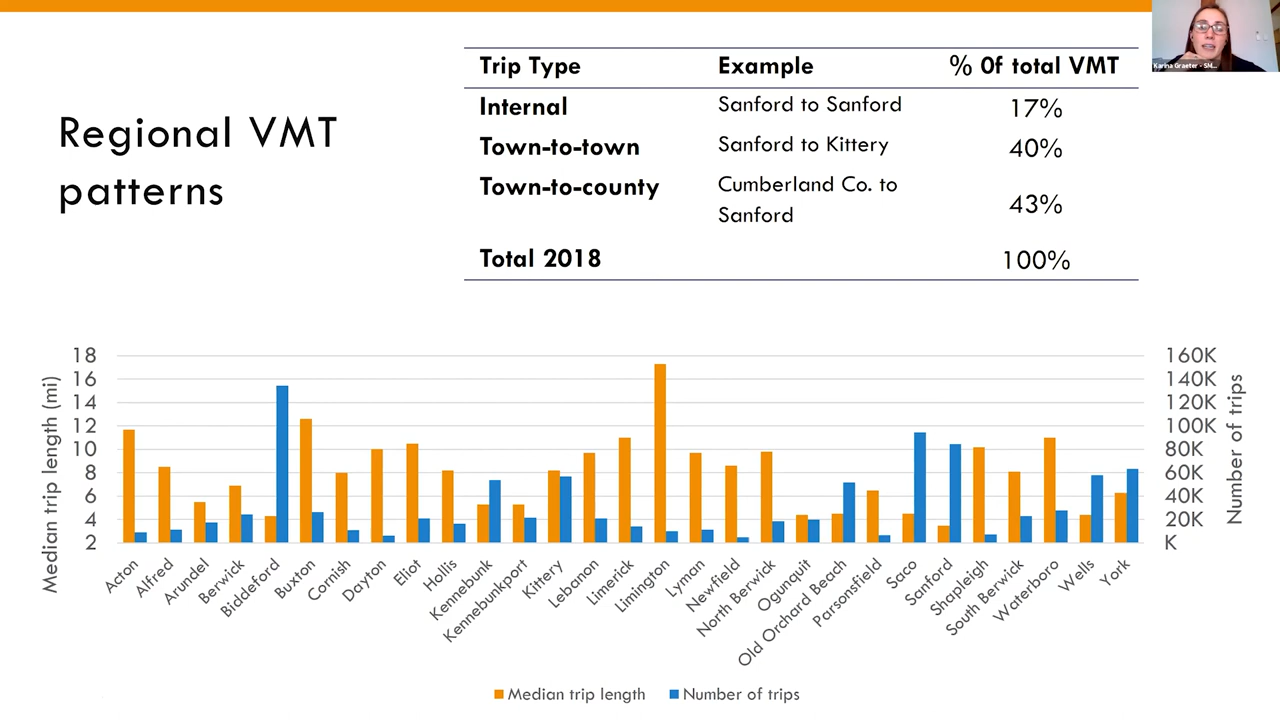 Karina Graeter - SM...
Regional VMT
patterns
Trip Type Example % 0f total VMT
Internal Sanford to Sanford 17%
Town-to-town Sanford to Kittery 40%
Town-to-county Cumberland Co. to
Sanford 43%
Total 2018 100%
Median trip length (mi)
18
16
14
12
10
8
6
4
2
160K
140K
120K
100K
80K
60K
40K
20K
K
Number of trips
Acton
Alfred
Arundel
Berwick
Biddeford
Buxton
Cornish
Dayton
Eliot
Hollis
Kennebunk
Kennebunkport
Kittery
Lebanon
Limerick
Limington
Lyman
Newfield
North Berwick
Ogunquit
Old Orchard Beach
Parsonsfield
Saco
Sanford
Shapleigh
South Berwick
Waterboro
Wells
York
Median trip length Number of trips